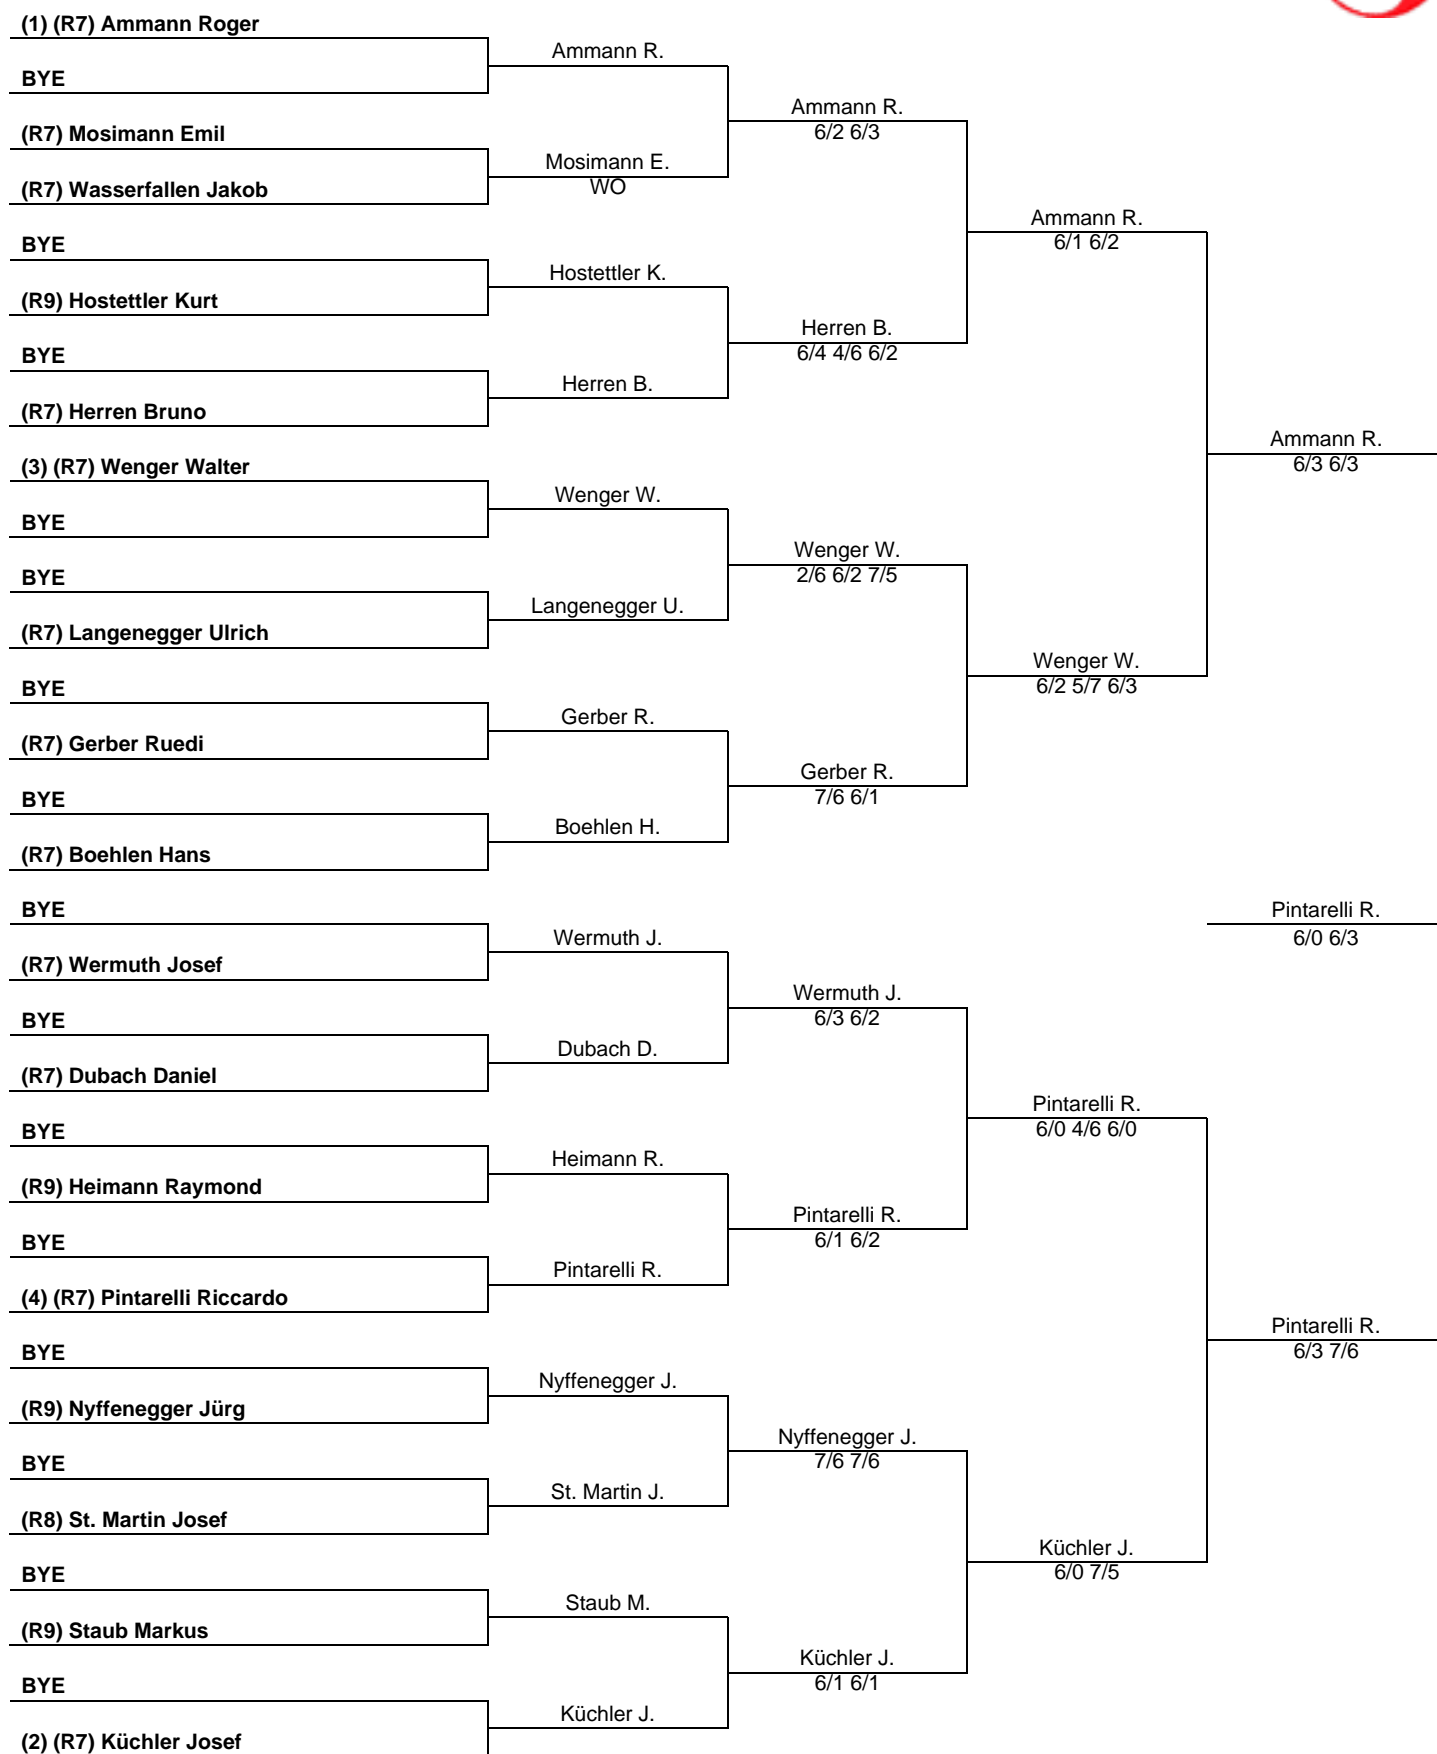 (1) (R7) Ammann Roger
BYE
(R7) Mosimann Emil
(R7) Wasserfallen Jakob
BYE
(R9) Hostettler Kurt
BYE
(R7) Herren Bruno
(3) (R7) Wenger Walter
BYE
BYE
(R7) Langenegger Ulrich
BYE
(R7) Gerber Ruedi
BYE
(R7) Boehlen Hans
BYE
(R7) Wermuth Josef
BYE
(R7) Dubach Daniel
BYE
(R9) Heimann Raymond
BYE
(4) (R7) Pintarelli Riccardo
BYE
(R9) Nyffenegger Jürg
BYE
(R8) St. Martin Josef
BYE
(R9) Staub Markus
BYE
(2) (R7) Küchler Josef
Ammann R.
Mosimann E.
WO
Hostettler K.
Herren B.
Wenger W.
Langenegger U.
Gerber R.
Boehlen H.
Wermuth J.
Dubach D.
Heimann R.
Pintarelli R.
Nyffenegger J.
St. Martin J.
Staub M.
Küchler J.
Ammann R.
6/2 6/3
Herren B.
6/4 4/6 6/2
Wenger W.
2/6 6/2 7/5
Gerber R.
7/6 6/1
Wermuth J.
6/3 6/2
Pintarelli R.
6/1 6/2
Nyffenegger J.
7/6 7/6
Küchler J.
6/1 6/1
Ammann R.
6/1 6/2
Wenger W.
6/2 5/7 6/3
Pintarelli R.
6/0 4/6 6/0
Küchler J.
6/0 7/5
Ammann R.
6/3 6/3
Pintarelli R.
6/0 6/3
Pintarelli R.
6/3 7/6